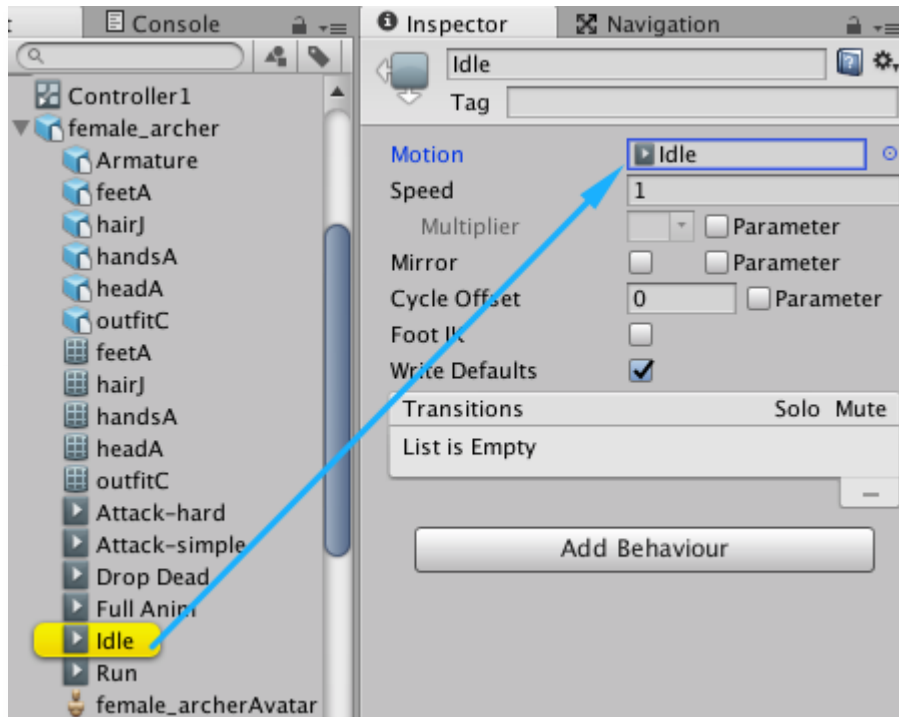 Console
Controller1
female_archer
Armature
feetA
hairJ
handsA
headA
outfitC
feetA
hairJ
handsA
headA
outfitC
Attack-hard
Attack-simple
Drop Dead
Full Anim
Idle
Run
female_archerAvatar
Inspector
Navigation
Idle
Tag
Motion Idle
Speed 1
Multiplier Parameter
Mirror Parameter
Cycle Offset 0 Parameter
Foot IK
Write Defaults
Transitions Solo Mute
List is Empty
Add Behaviour